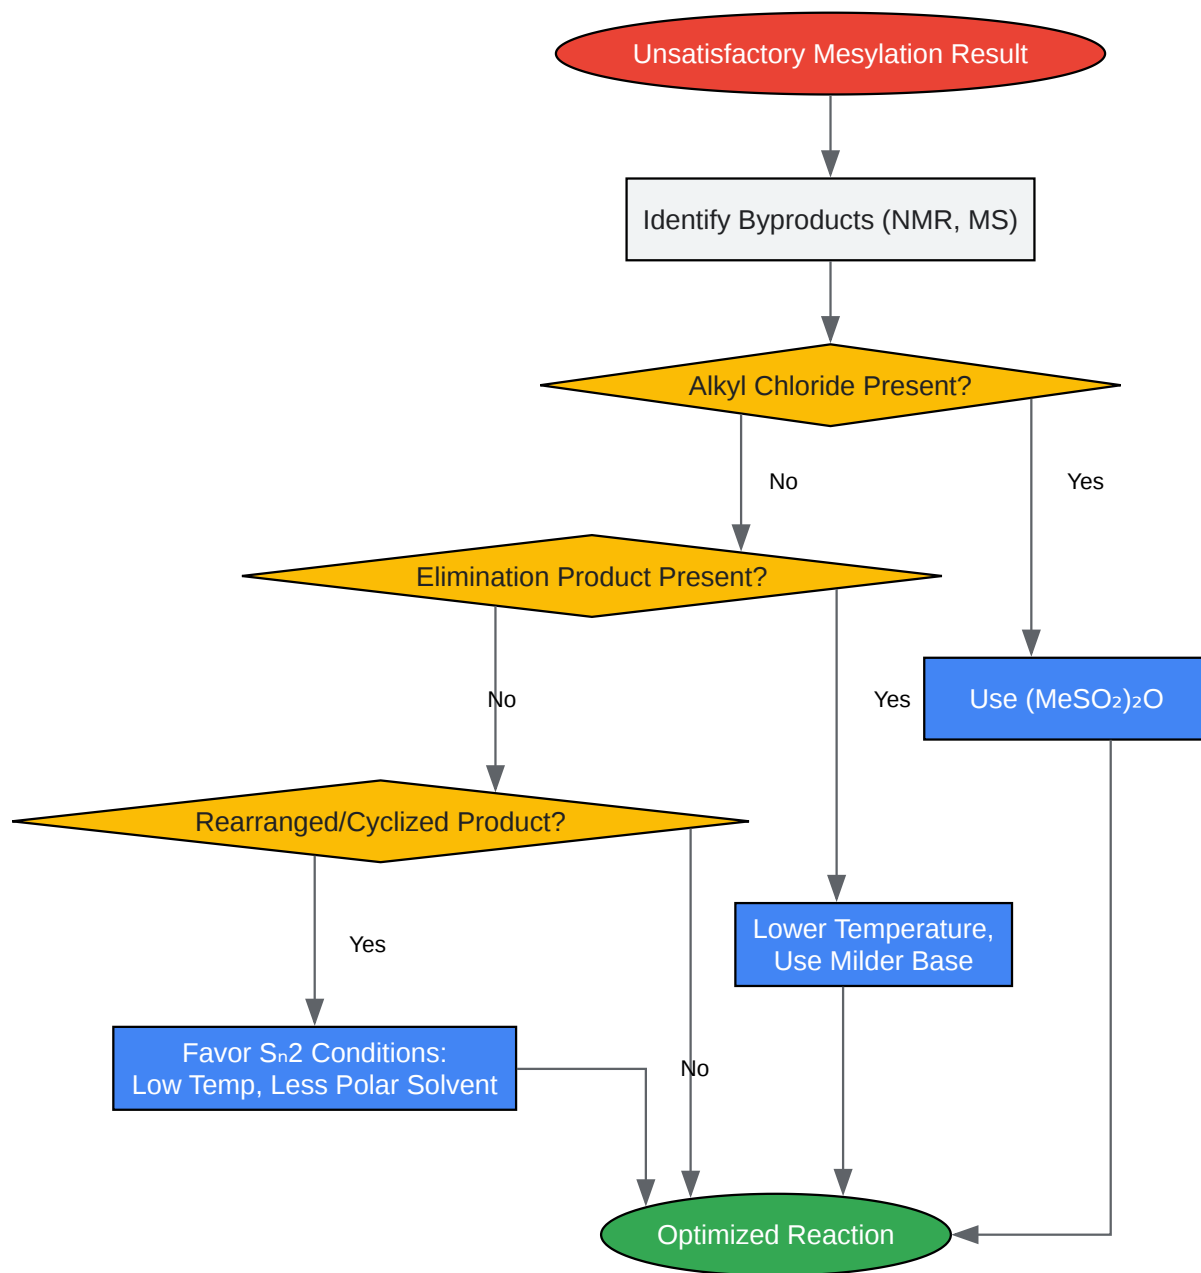 Unsatisfactory Mesylation Result
Identify Byproducts (NMR, MS)
Alkyl Chloride Present?
No
Yes
Elimination Product Present?
No
Yes
Use (MeSO₂)₂O
Rearranged/Cyclized Product?
Lower Temperature,
Use Milder Base
Yes
Favor Sₙ2 Conditions:
Low Temp, Less Polar Solvent
No
Optimized Reaction